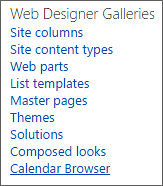 Web Designer Galleries
Site columns
Site content types
Web parts
List templates
Master pages
Themes
Solutions
Composed looks
Calendar Browser